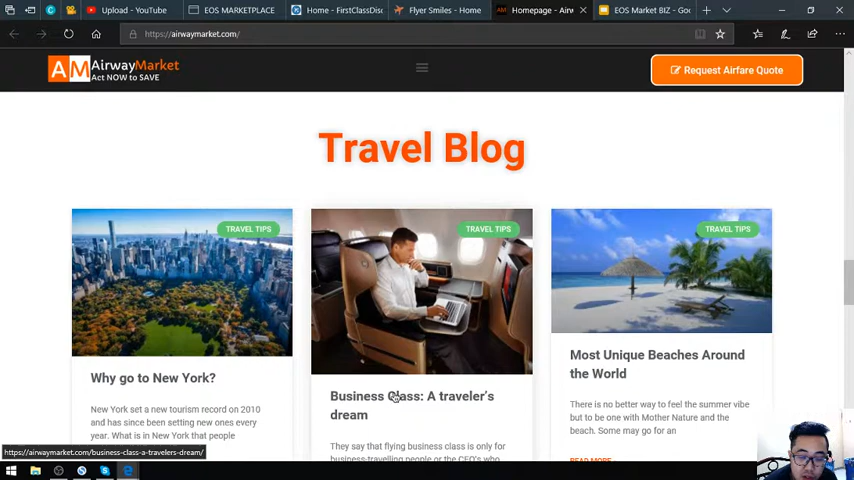 Upload - YouTube
EOS MARKETPLACE
Home - FirstClassDisc
Flyer Smiles - Home
Homepage - Airw
EOS Market BIZ - Goo
https://airwaymarket.com/
AM AirwayMarket
Act NOW to SAVE
Request Airfare Quote
Travel Blog
TRAVEL TIPS
TRAVEL TIPS
TRAVEL TIPS
Why go to New York?
New York set a new tourism record on 2010
and has since been setting new ones every
year. What is in New York that people
Business Class: A traveler's
dream
They say that flying business class is only for
business-travelling people or the CEO's who
Most Unique Beaches Around
the World
There is no better way to feel the summer vibe
but to be one with Mother Nature and the
beach. Some may go for an
READ MORE
https://airwaymarket.com/business-class-a-travelers-dream/